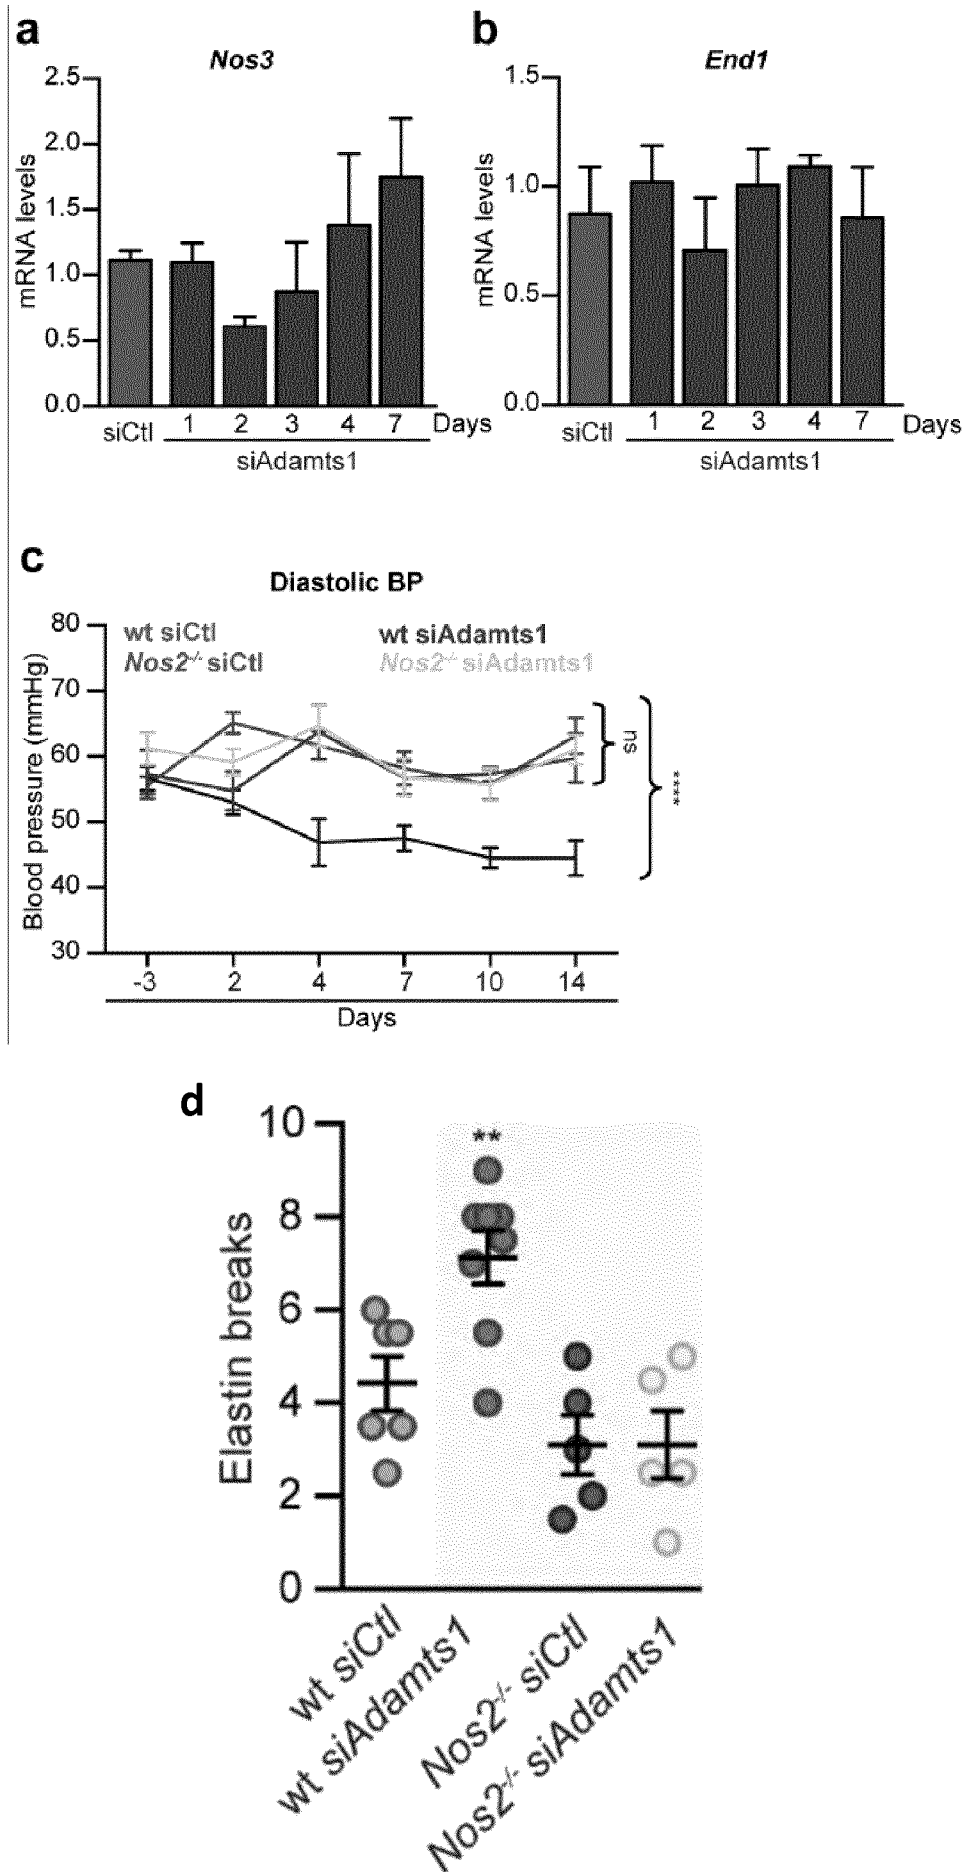 a
Nos3
2.5
2.0
1.5
1.0
0.5
0.0
mRNA levels
siCtl 1 2 3 4 7 Days
siAdamts1
b
End1
1.5
1.0
0.5
0.0
mRNA levels
siCtl 1 2 3 4 7 Days
siAdamts1
c
Diastolic BP
80
70
60
50
40
30
Blood pressure (mmHg)
wt siCtl
wt siAdamts1
Nos2-/- siCtl
Nos2-/- siAdamts1
ns
****
-3 2 4 7 10 14
Days
d
10
8
6
4
2
0
Elastin breaks
**
wt siCtl
wt siAdamts1
Nos2-/- siCtl
Nos2-/- siAdamts1